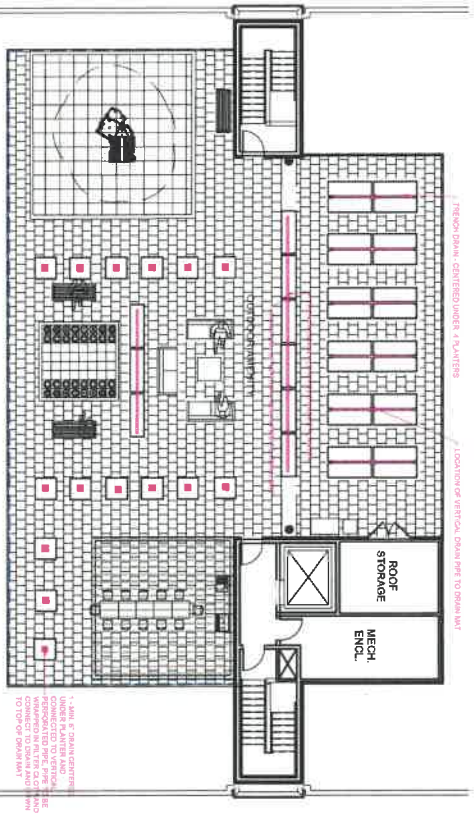 TRENCH DRAIN - CENTERED UNDER 4 PLANTERS
LOCATION OF VERTICAL DRAIN PIPE TO DRAIN MAT
OUTDOOR AMENITY
ROOF
STORAGE
MECH.
ENCL.
1 - MIN. 6" DRAIN CENTERED
UNDER PLANTER AND
CONNECTED TO VERTICAL
PERFORATED PIPE. PIPE TO BE
WRAPPED IN FILTER CLOTH AND
CONNECT TO DRAIN AND DOWN
TO TOP OF DRAIN MAT